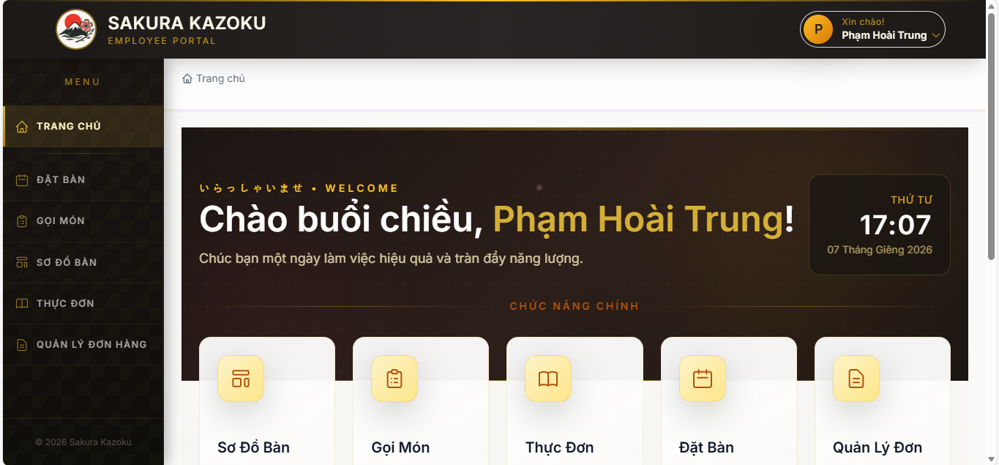 SAKURA KAZOKU
EMPLOYEE PORTAL
P
Xin chào!
Phạm Hoài Trung
MENU
TRANG CHỦ
ĐẶT BÀN
GỌI MÓN
SƠ ĐỒ BÀN
THỰC ĐƠN
QUẢN LÝ ĐƠN HÀNG
© 2026 Sakura Kazoku
Trang chủ
いらっしゃいませ • WELCOME
Chào buổi chiều, Phạm Hoài Trung!
Chúc bạn một ngày làm việc hiệu quả và tràn đầy năng lượng.
THỨ TƯ
17:07
07 Tháng Giêng 2026
CHỨC NĂNG CHÍNH
Sơ Đồ Bàn
Gọi Món
Thực Đơn
Đặt Bàn
Quản Lý Đơn